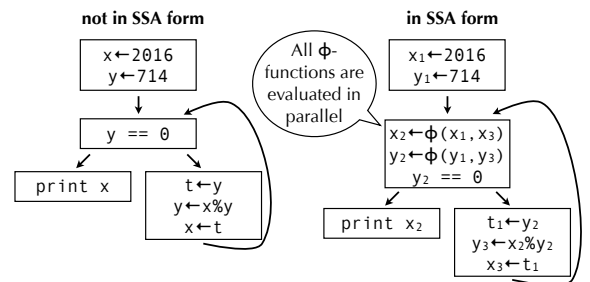 not in SSA form
x←2016
y←714
y == 0
print x
t←y
y←x%y
x←t
in SSA form
All ϕ-
functions are
evaluated in
parallel
x₁←2016
y₁←714
x₂←ϕ(x₁,x₃)
y₂←ϕ(y₁,y₃)
y₂ == 0
print x₂
t₁←y₂
y₃←x₂%y₂
x₃←t₁